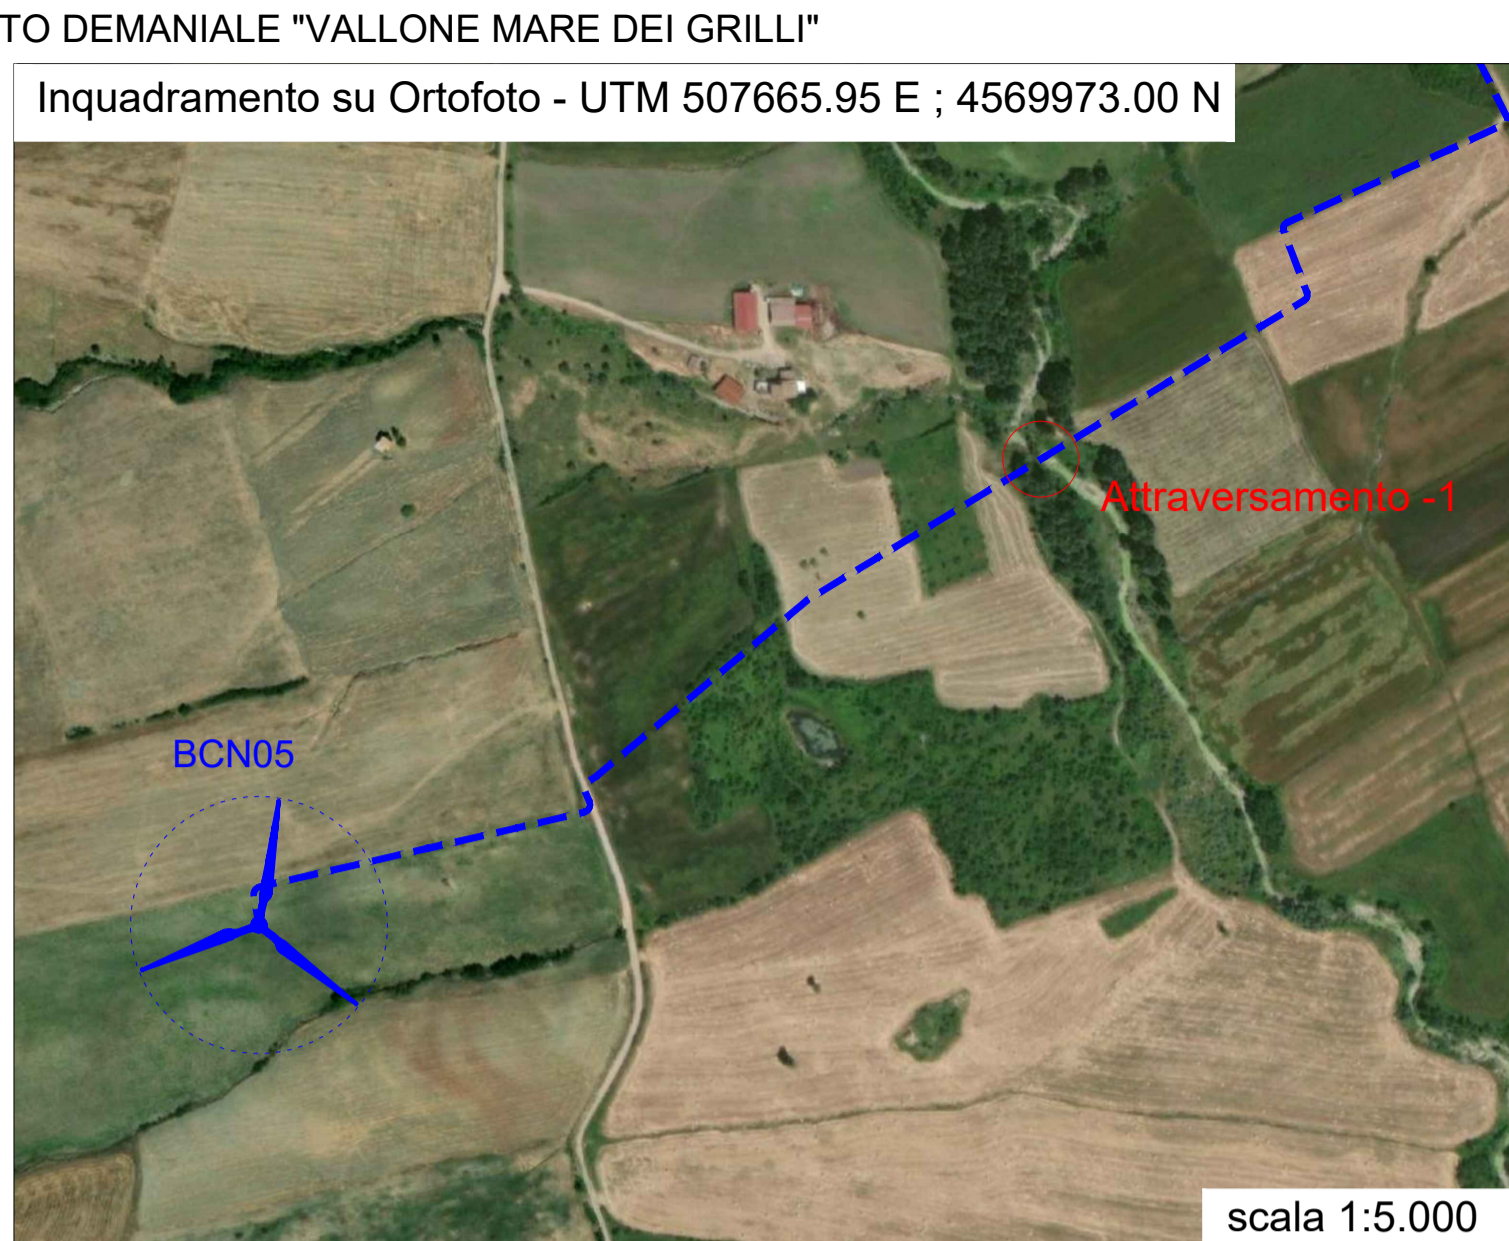 TO DEMANIALE "VALLONE MARE DEI GRILLI"
Inquadramento su Ortofoto - UTM 507665.95 E ; 4569973.00 N
Attraversamento -1
BCN05
scala 1:5.000